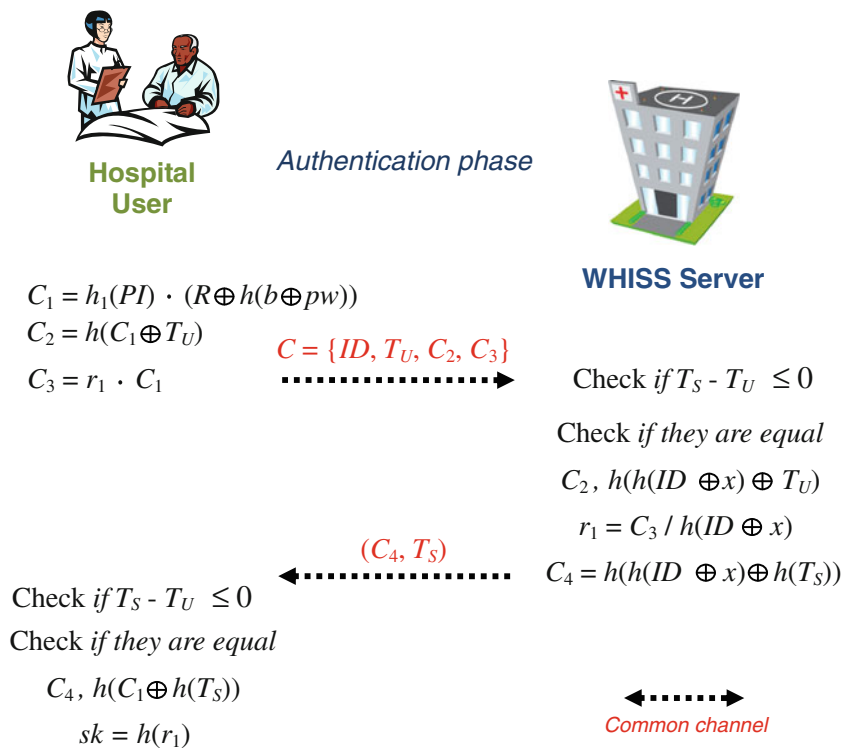 Hospital
User
Authentication phase
H
WHISS Server
C₁ = h₁(PI) · (R⊕h(b⊕pw))
C₂ = h(C₁⊕T_U)
C₃ = r₁ · C₁
C = {ID, T_U, C₂, C₃}
Check if T_S - T_U ≤ 0
Check if they are equal
C₂, h(h(ID ⊕x) ⊕ T_U)
r₁ = C₃ / h(ID ⊕ x)
C₄ = h(h(ID ⊕ x)⊕ h(T_S))
(C₄, T_S)
Check if T_S - T_U ≤ 0
Check if they are equal
C₄, h(C₁⊕ h(T_S))
sk = h(r₁)
Common channel